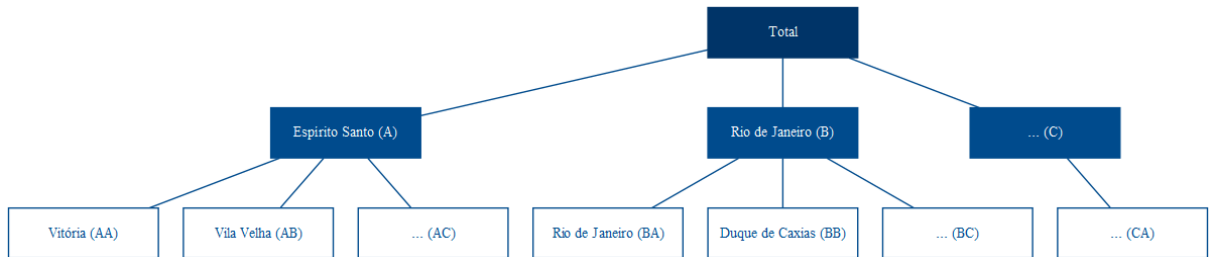 Total
Espírito Santo (A)
Rio de Janeiro (B)
... (C)
Vitória (AA)
Vila Velha (AB)
... (AC)
Rio de Janeiro (BA)
Duque de Caxias (BB)
... (BC)
... (CA)